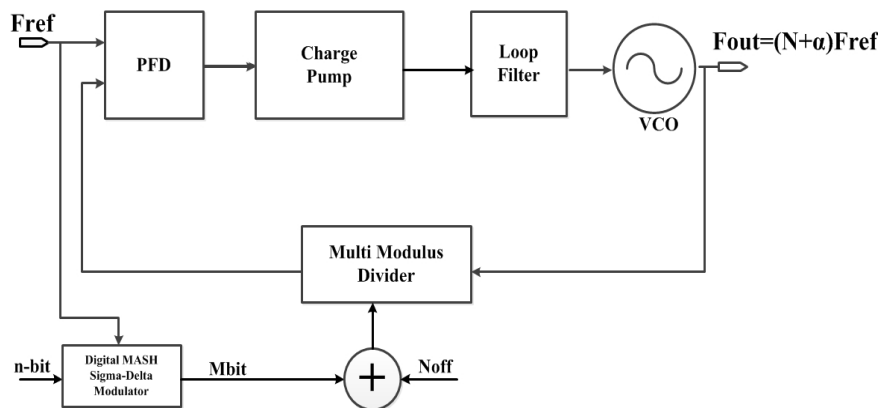 Fref
PFD
Charge
Pump
Loop
Filter
VCO
Fout=(N+α)Fref
Multi Modulus
Divider
n-bit
Digital MASH
Sigma-Delta
Modulator
Mbit
+
Noff